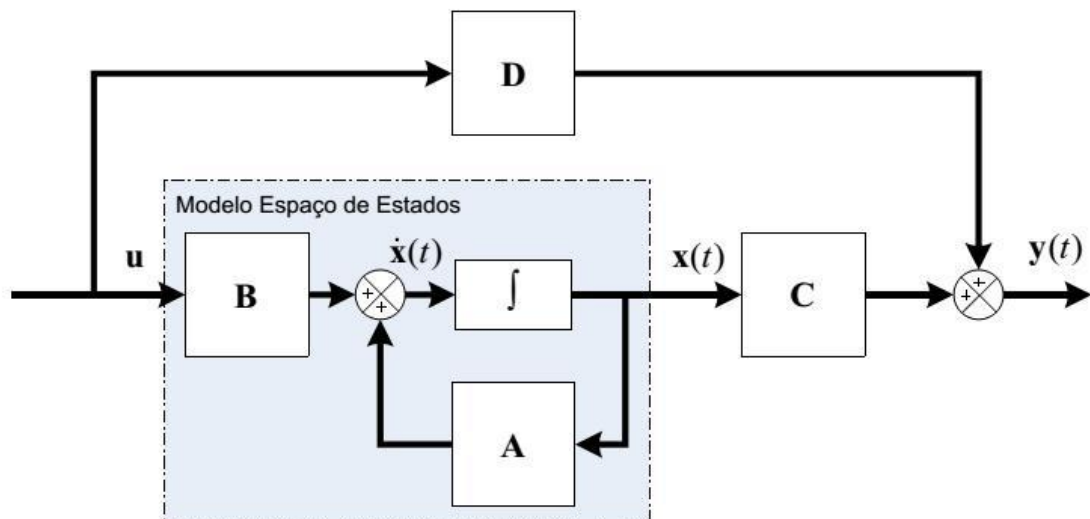 D
Modelo Espaço de Estados
u
B
ẋ(t)
∫
x(t)
C
y(t)
A
+
+
+
+